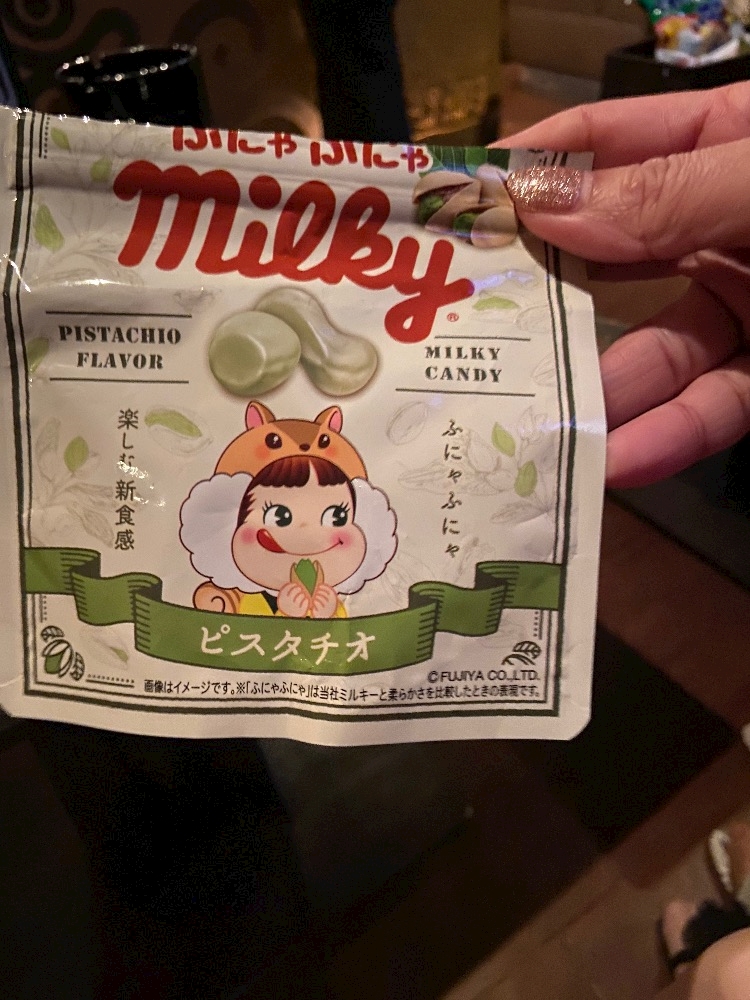 ふにゃふにゃ
milky®
PISTACHIO
FLAVOR
MILKY
CANDY
楽しむ新食感
ふにゃふにゃ
ピスタチオ
©FUJIYA CO.,LTD.
画像はイメージです。※「ふにゃふにゃ」は当社ミルキーと柔らかさを比較したときの表現です。